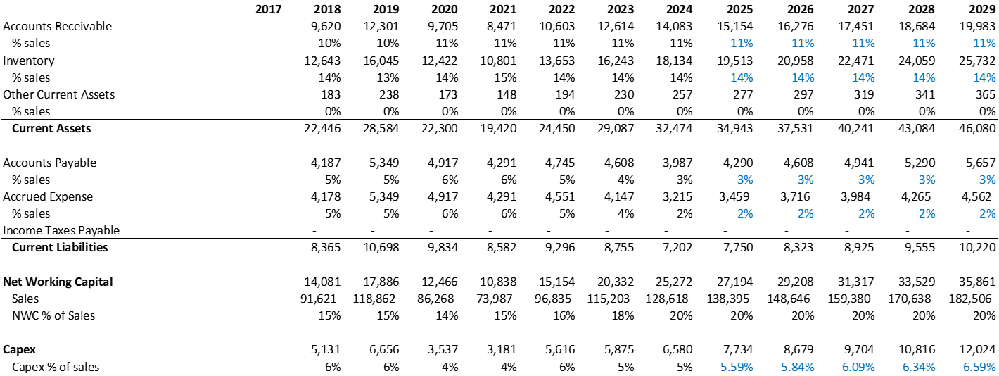 2017 2018 2019 2020 2021 2022 2023 2024 2025 2026 2027 2028 2029
Accounts Receivable 9,620 12,301 9,705 8,471 10,603 12,614 14,083 15,154 16,276 17,451 18,684 19,983
% sales 10% 10% 11% 11% 11% 11% 11% 11% 11% 11% 11% 11%
Inventory 12,643 16,045 12,422 10,801 13,653 16,243 18,134 19,513 20,958 22,471 24,059 25,732
% sales 14% 13% 14% 15% 14% 14% 14% 14% 14% 14% 14% 14%
Other Current Assets 183 238 173 148 194 230 257 277 297 319 341 365
% sales 0% 0% 0% 0% 0% 0% 0% 0% 0% 0% 0% 0%
Current Assets 22,446 28,584 22,300 19,420 24,450 29,087 32,474 34,943 37,531 40,241 43,084 46,080
Accounts Payable 4,187 5,349 4,917 4,291 4,745 4,608 3,987 4,290 4,608 4,941 5,290 5,657
% sales 5% 5% 6% 6% 5% 4% 3% 3% 3% 3% 3% 3%
Accrued Expense 4,178 5,349 4,917 4,291 4,551 4,147 3,215 3,459 3,716 3,984 4,265 4,562
% sales 5% 5% 6% 6% 5% 4% 2% 2% 2% 2% 2% 2%
Income Taxes Payable - - - - - - - - - - - -
Current Liabilities 8,365 10,698 9,834 8,582 9,296 8,755 7,202 7,750 8,323 8,925 9,555 10,220
Net Working Capital 14,081 17,886 12,466 10,838 15,154 20,332 25,272 27,194 29,208 31,317 33,529 35,861
Sales 91,621 118,862 86,268 73,987 96,835 115,203 128,618 138,395 148,646 159,380 170,638 182,506
NWC % of Sales 15% 15% 14% 15% 16% 18% 20% 20% 20% 20% 20% 20%
Capex 5,131 6,656 3,537 3,181 5,616 5,875 6,580 7,734 8,679 9,704 10,816 12,024
Capex % of sales 6% 6% 4% 4% 6% 5% 5% 5.59% 5.84% 6.09% 6.34% 6.59%